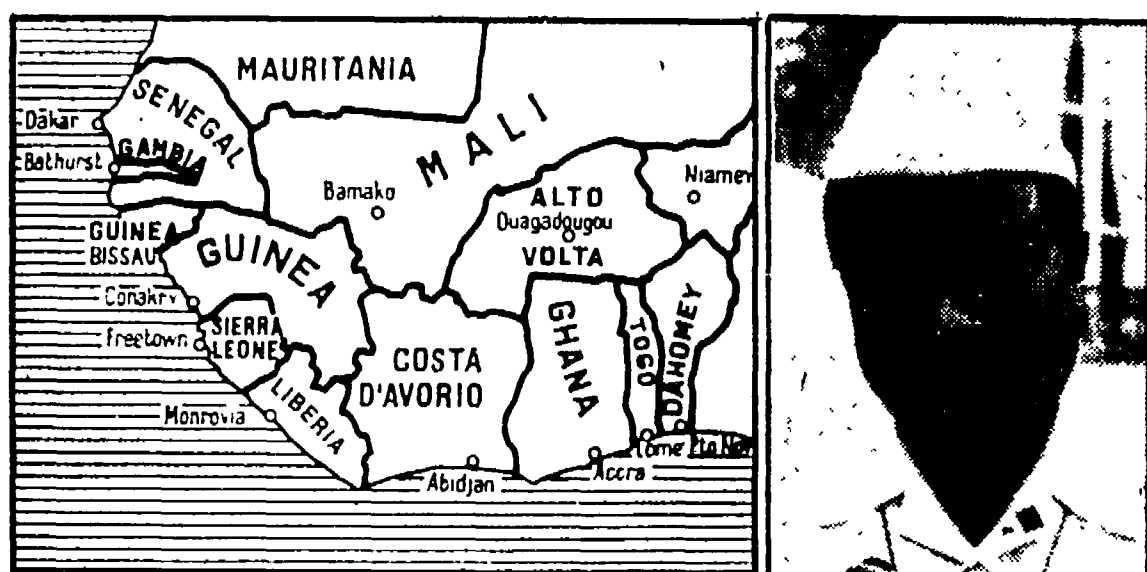 MAURITANIA
SENEGAL
Dakar
GAMBIA
Bathurst
MALI
Bamako
Niamey
ALTO
Ouagadougou
VOLTA
GUINEA
BISSAU
GUINEA
Conakry
SIERRA
LEONE
Freetown
LIBERIA
Monrovia
COSTA
D'AVORIO
Abidjan
GHANA
Accra
TOGO
Lome
DAHOMEY